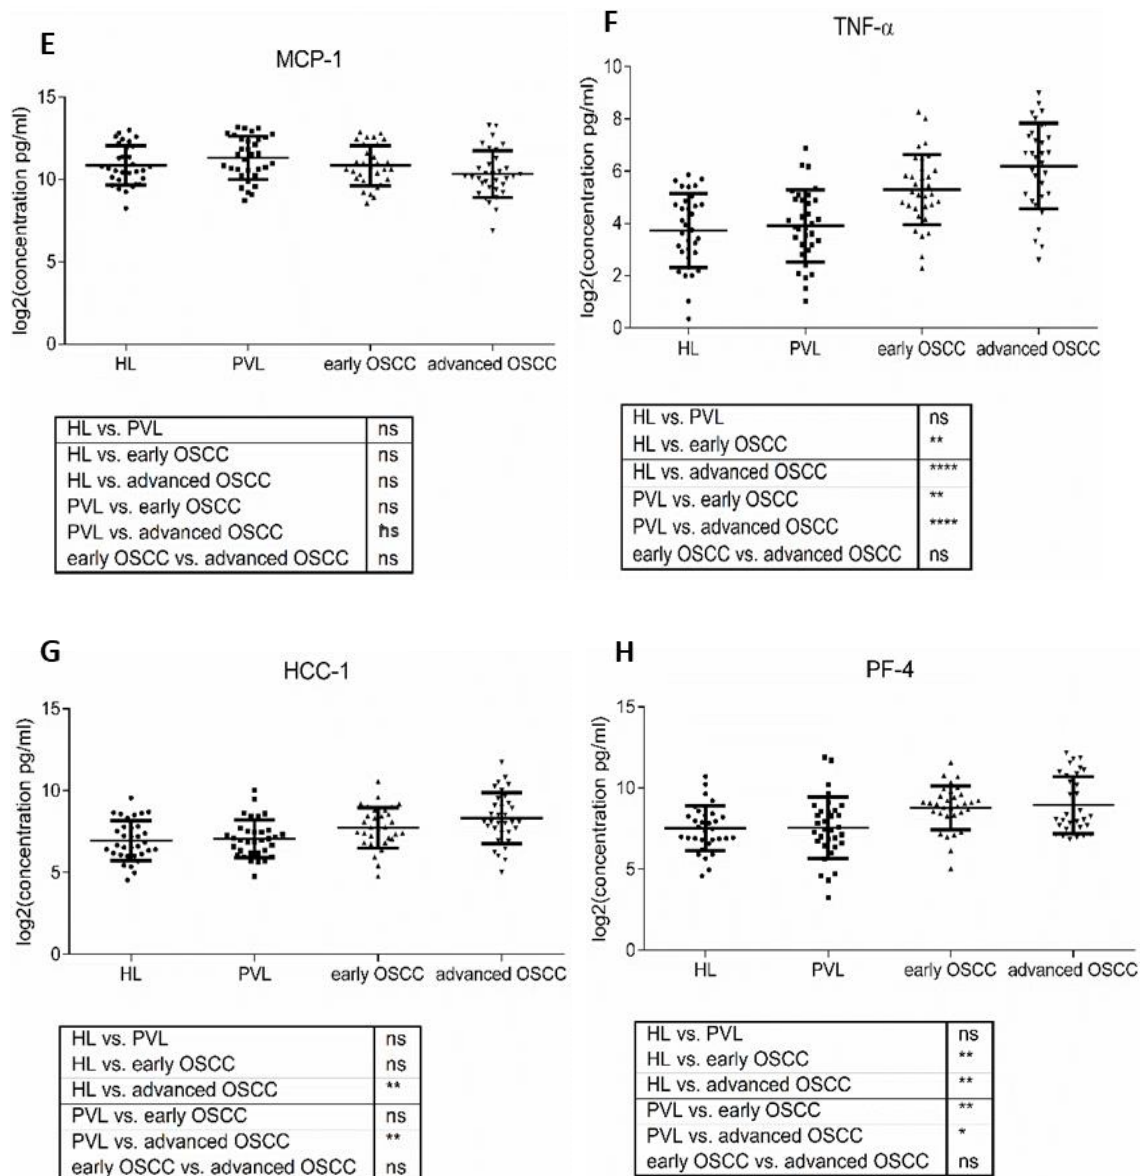 E
MCP-1
log2(concentration pg/ml)
15
10
5
0
HL PVL early OSCC advanced OSCC
HL vs. PVL ns
HL vs. early OSCC ns
HL vs. advanced OSCC ns
PVL vs. early OSCC ns
PVL vs. advanced OSCC ns
early OSCC vs. advanced OSCC ns
F
TNF-α
log2(concentration pg/ml)
10
8
6
4
2
0
HL PVL early OSCC advanced OSCC
HL vs. PVL ns
HL vs. early OSCC **
HL vs. advanced OSCC ****
PVL vs. early OSCC **
PVL vs. advanced OSCC ****
early OSCC vs. advanced OSCC ns
G
HCC-1
log2(concentration pg/ml)
15
10
5
0
HL PVL early OSCC advanced OSCC
HL vs. PVL ns
HL vs. early OSCC ns
HL vs. advanced OSCC **
PVL vs. early OSCC ns
PVL vs. advanced OSCC **
early OSCC vs. advanced OSCC ns
H
PF-4
log2(concentration pg/ml)
15
10
5
0
HL PVL early OSCC advanced OSCC
HL vs. PVL ns
HL vs. early OSCC **
HL vs. advanced OSCC **
PVL vs. early OSCC **
PVL vs. advanced OSCC *
early OSCC vs. advanced OSCC ns